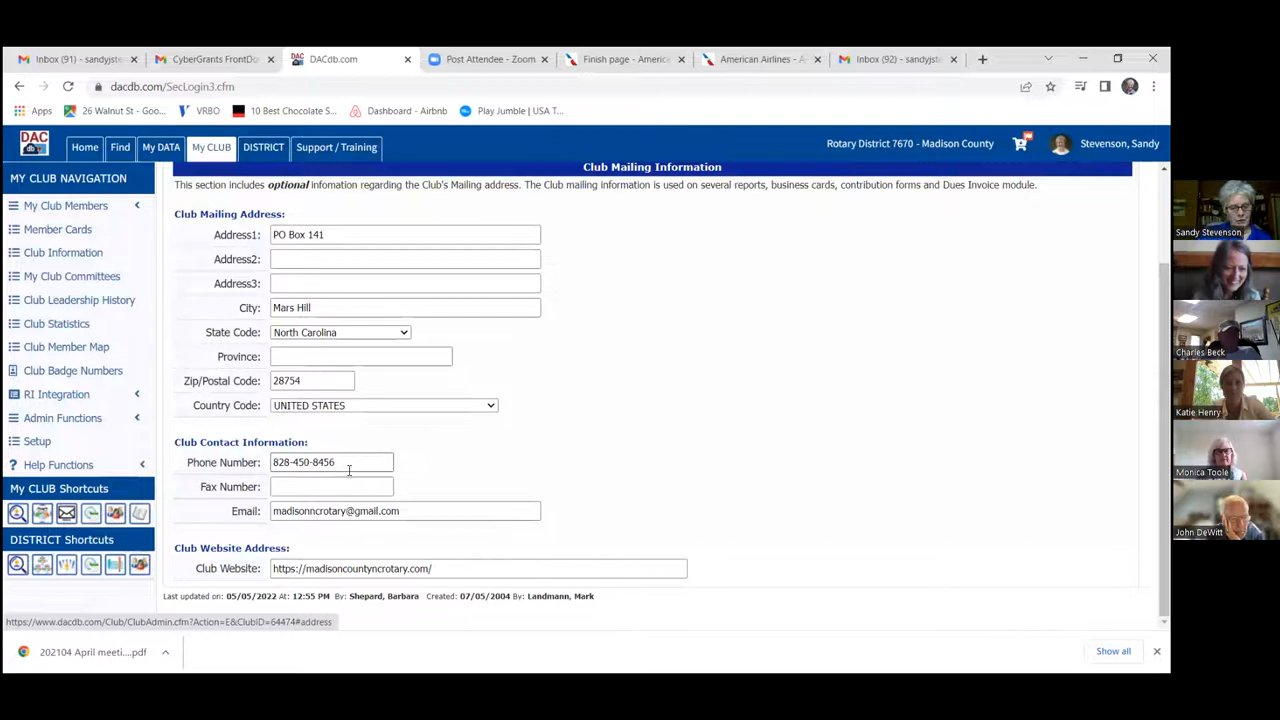 Inbox (91) - sandyjst
CyberGrants FrontDo
DACdb.com
Post Attendee - Zoom
Finish page - America
American Airlines - A
Inbox (92) - sandyjst
dacdb.com/SecLogin3.cfm
Apps
26 Walnut St - Goo...
VRBO
10 Best Chocolate S...
Dashboard - Airbnb
Play Jumble | USA T...
DAC
db
Home
Find
My DATA
My CLUB
DISTRICT
Support / Training
Rotary District 7670 - Madison County
Stevenson, Sandy
MY CLUB NAVIGATION
My Club Members
Member Cards
Club Information
My Club Committees
Club Leadership History
Club Statistics
Club Member Map
Club Badge Numbers
RI Integration
Admin Functions
Setup
Help Functions
My CLUB Shortcuts
DISTRICT Shortcuts
Club Mailing Information
This section includes optional infomation regarding the Club's Mailing address. The Club mailing information is used on several reports, business cards, contribution forms and Dues Invoice module.
Club Mailing Address:
Address1: PO Box 141
Address2:
Address3:
City: Mars Hill
State Code: North Carolina
Province:
Zip/Postal Code: 28754
Country Code: UNITED STATES
Club Contact Information:
Phone Number: 828-450-8456
Fax Number:
Email: madisonncrotary@gmail.com
Club Website Address:
Club Website: https://madisoncountyncrotary.com/
Last updated on: 05/05/2022 At: 12:55 PM By: Shepard, Barbara Created: 07/05/2004 By: Landmann, Mark
https://www.dacdb.com/Club/ClubAdmin.cfm?Action=E&ClubID=64474#address
202104 April meeti....pdf
Show all
Sandy Stevenson
Charles Beck
Katie Henry
Monica Toole
John DeWitt